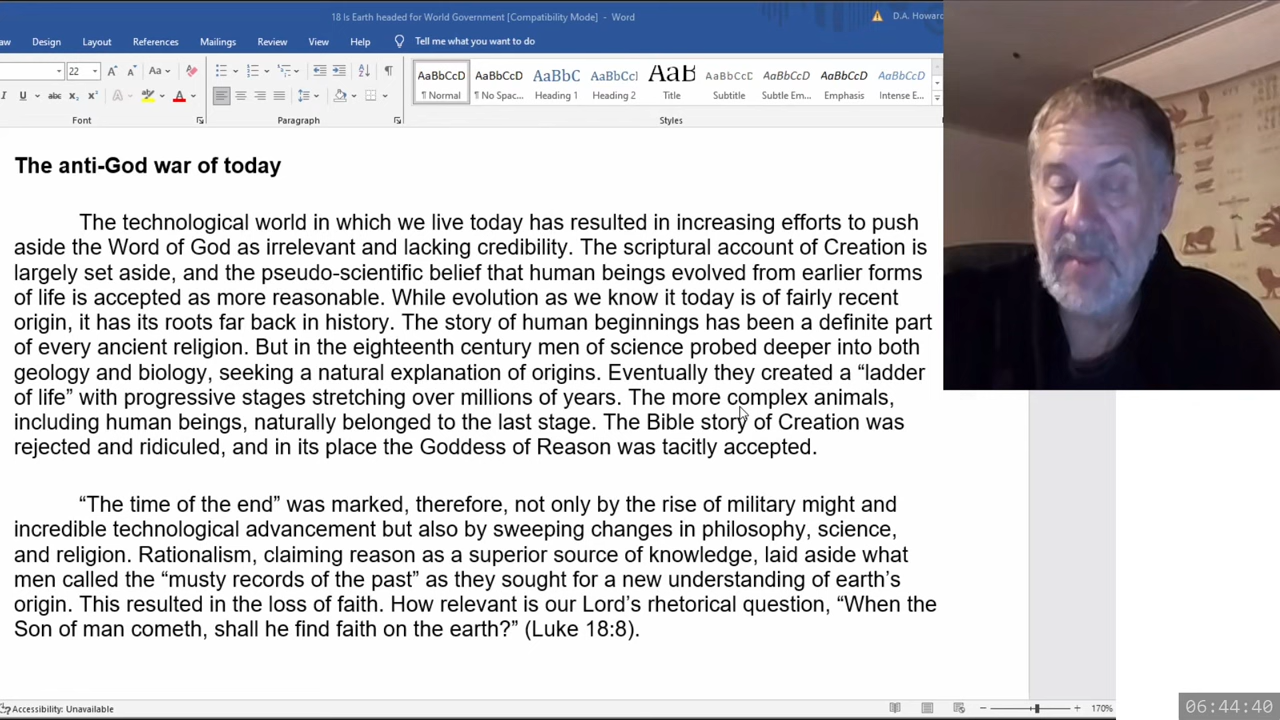 18 Is Earth headed for World Government [Compatibility Mode] - Word
D.A. Howard
aw Design Layout References Mailings Review View Help Tell me what you want to do
22 Aa
AaBbCcD AaBbCcD AaBbC AaBbCcl AaB AaBbCcD AaBbCcD AaBbCcD AaBbCcD
I U abc x₂ x² A A
¶ Normal ¶ No Spac... Heading 1 Heading 2 Title Subtitle Subtle Em... Emphasis Intense E...
Font Paragraph Styles
The anti-God war of today
The technological world in which we live today has resulted in increasing efforts to push
aside the Word of God as irrelevant and lacking credibility. The scriptural account of Creation is
largely set aside, and the pseudo-scientific belief that human beings evolved from earlier forms
of life is accepted as more reasonable. While evolution as we know it today is of fairly recent
origin, it has its roots far back in history. The story of human beginnings has been a definite part
of every ancient religion. But in the eighteenth century men of science probed deeper into both
geology and biology, seeking a natural explanation of origins. Eventually they created a “ladder
of life” with progressive stages stretching over millions of years. The more complex animals,
including human beings, naturally belonged to the last stage. The Bible story of Creation was
rejected and ridiculed, and in its place the Goddess of Reason was tacitly accepted.
“The time of the end” was marked, therefore, not only by the rise of military might and
incredible technological advancement but also by sweeping changes in philosophy, science,
and religion. Rationalism, claiming reason as a superior source of knowledge, laid aside what
men called the “musty records of the past” as they sought for a new understanding of earth’s
origin. This resulted in the loss of faith. How relevant is our Lord’s rhetorical question, “When the
Son of man cometh, shall he find faith on the earth?” (Luke 18:8).
Accessibility: Unavailable
170%
06:44:40